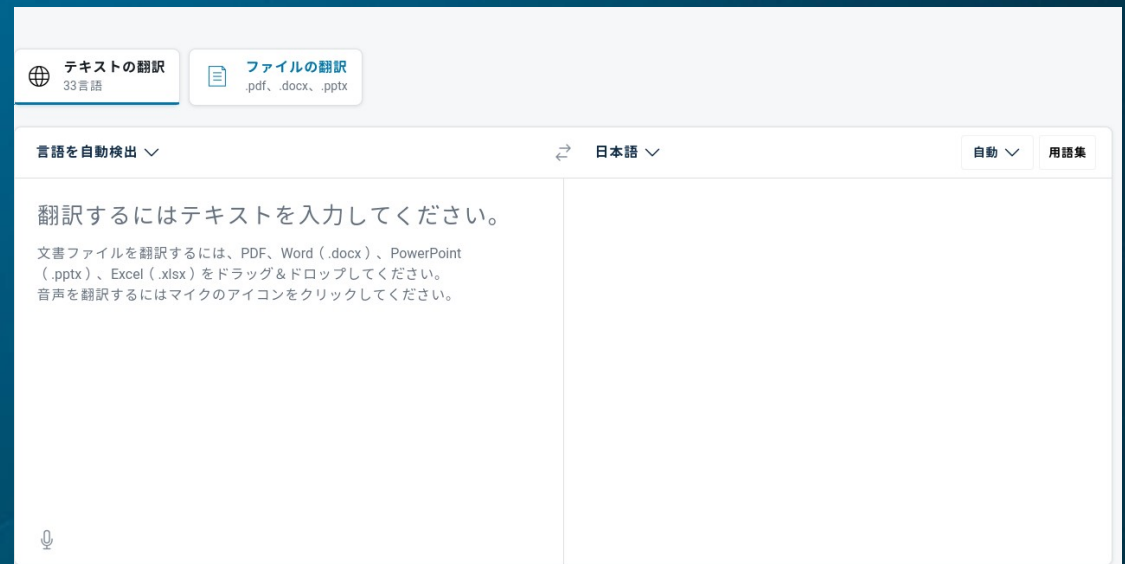 テキストの翻訳
33言語
ファイルの翻訳
.pdf、.docx、.pptx
言語を自動検出
日本語
自動
用語集
翻訳するにはテキストを入力してください。
文書ファイルを翻訳するには、PDF、Word（.docx）、PowerPoint
（.pptx）、Excel（.xlsx）をドラッグ＆ドロップしてください。
音声を翻訳するにはマイクのアイコンをクリックしてください。